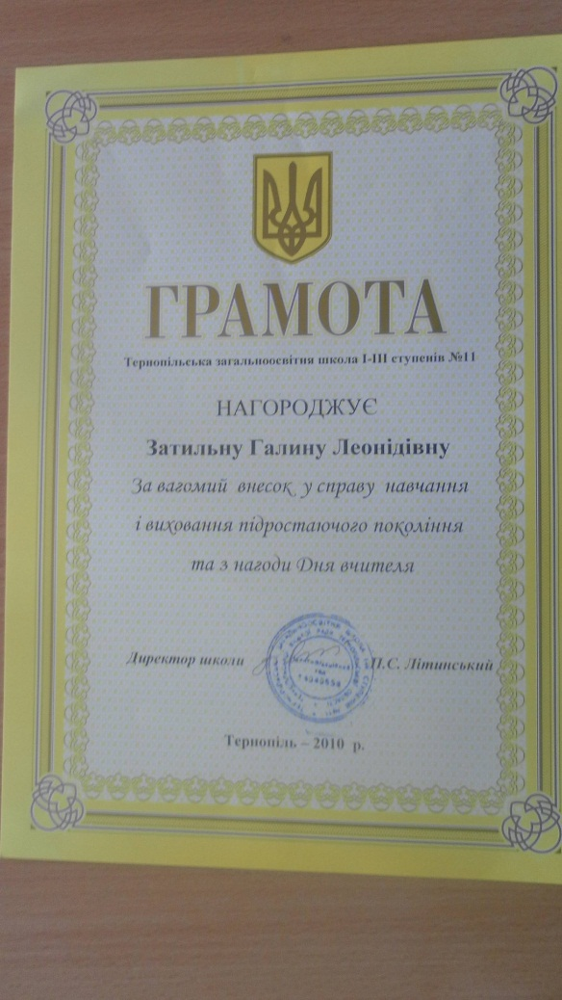 ГРАМОТА
Тернопільська загальноосвітня школа І-ІІІ ступенів №11
НАГОРОДЖУЄ
Затильну Галину Леонідівну
За вагомий внесок у справу навчання
і виховання підростаючого покоління
та з нагоди Дня вчителя
Директор школи П.С. Літинський
Тернопіль – 2010 р.